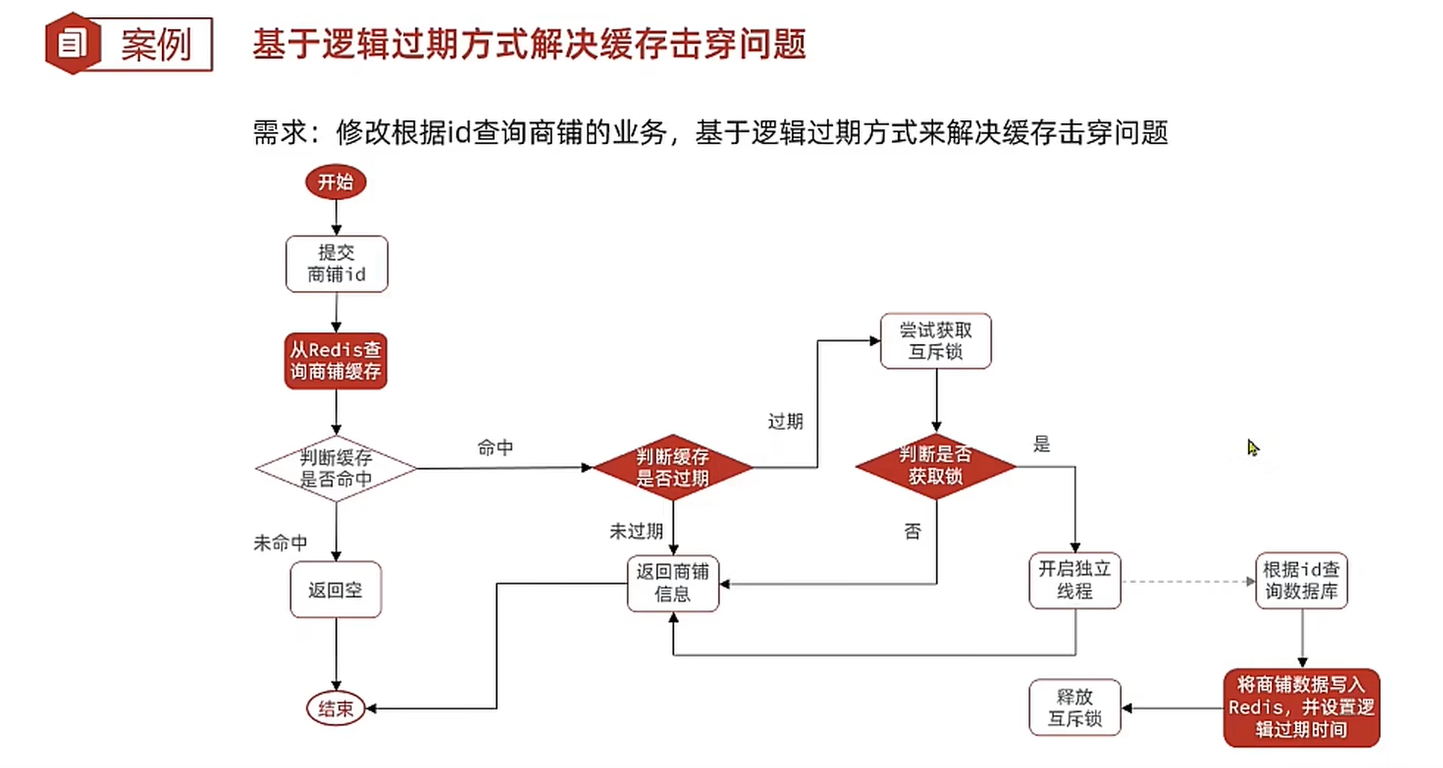 案例
基于逻辑过期方式解决缓存击穿问题
需求：修改根据id查询商铺的业务，基于逻辑过期方式来解决缓存击穿问题
开始
提交
商铺id
从Redis查
询商铺缓存
判断缓存
是否命中
命中
未命中
返回空
结束
判断缓存
是否过期
过期
未过期
返回商铺
信息
尝试获取
互斥锁
判断是否
获取锁
是
否
开启独立
线程
根据id查
询数据库
将商铺数据写入
Redis，并设置逻
辑过期时间
释放
互斥锁